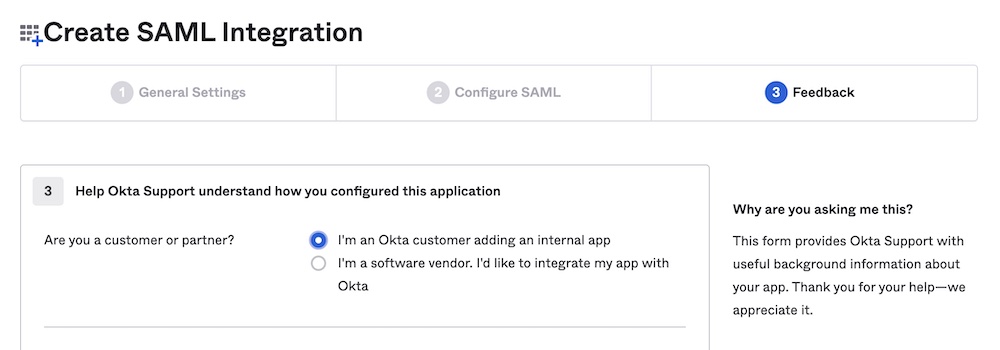 Create SAML Integration
1 General Settings
2 Configure SAML
3 Feedback
3 Help Okta Support understand how you configured this application
Are you a customer or partner?
I'm an Okta customer adding an internal app
I'm a software vendor. I'd like to integrate my app with
Okta
Why are you asking me this?
This form provides Okta Support with
useful background information about
your app. Thank you for your help—we
appreciate it.